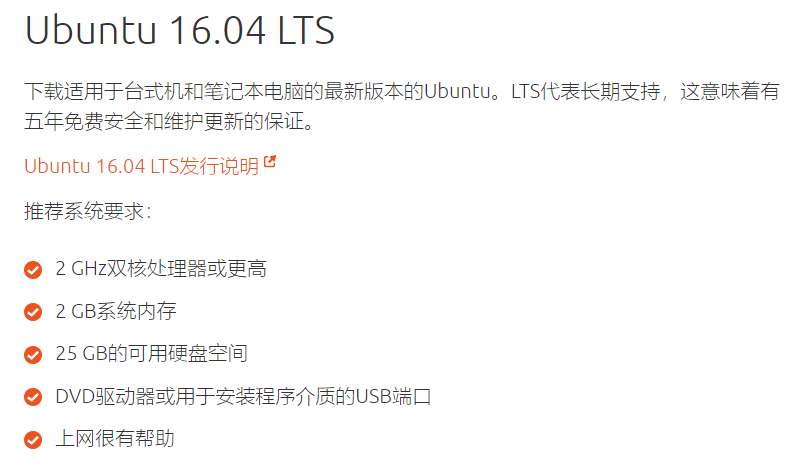 Ubuntu 16.04 LTS
下载适用于台式机和笔记本电脑的最新版本的Ubuntu。LTS代表长期支持，这意味着有
五年免费安全和维护更新的保证。
Ubuntu 16.04 LTS发行说明
推荐系统要求：
2 GHz双核处理器或更高
2 GB系统内存
25 GB的可用硬盘空间
DVD驱动器或用于安装程序介质的USB端口
上网很有帮助